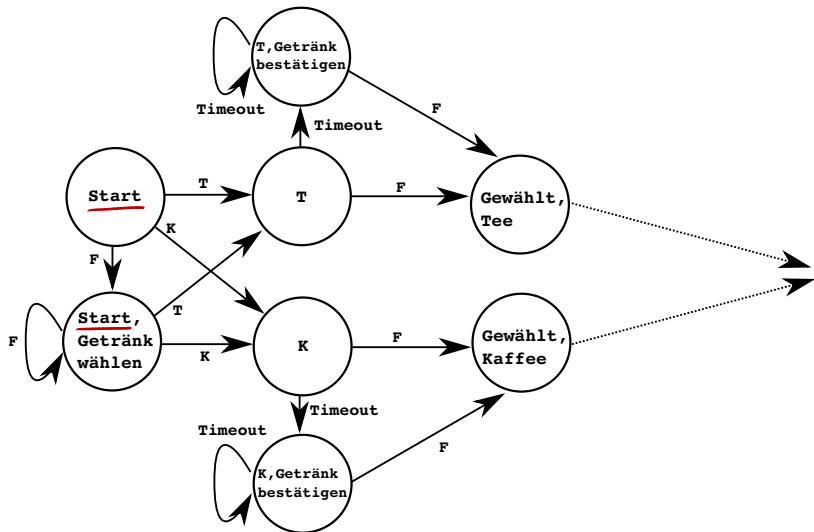 T,Getränk
bestätigen
Timeout
F
Timeout
Start
T
T
F
Gewählt,
Tee
K
F
T
Start,
Getränk
wählen
F
K
K
F
Gewählt,
Kaffee
Timeout
Timeout
F
K,Getränk
bestätigen